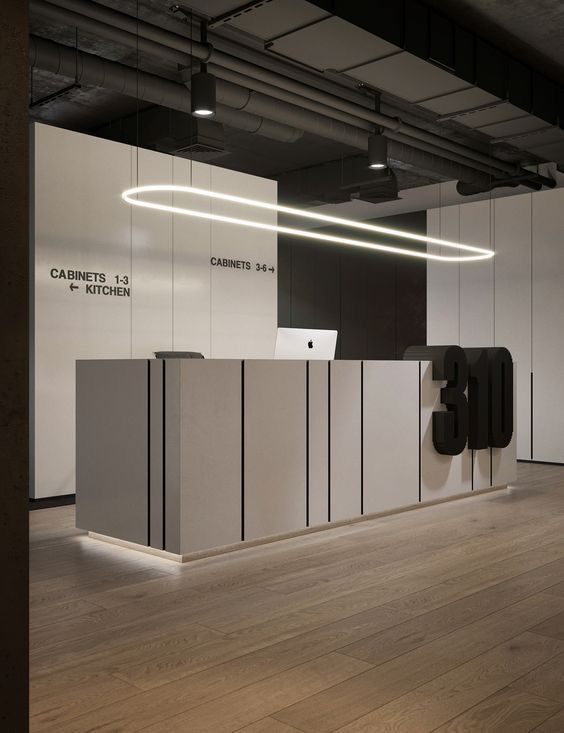 CABINETS 1-3
← KITCHEN
CABINETS 3-6 →
310